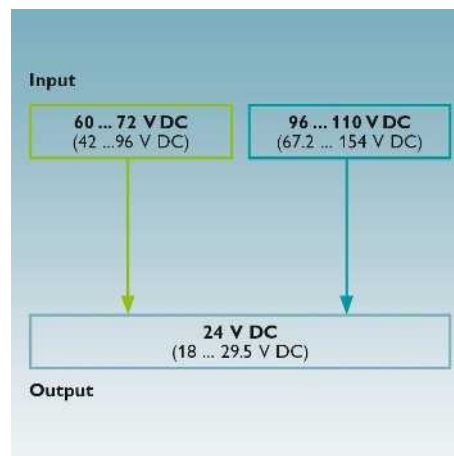 Input
60 ... 72 V DC
(42 ...96 V DC)
96 ... 110 V DC
(67.2 ... 154 V DC)
24 V DC
(18 ... 29.5 V DC)
Output